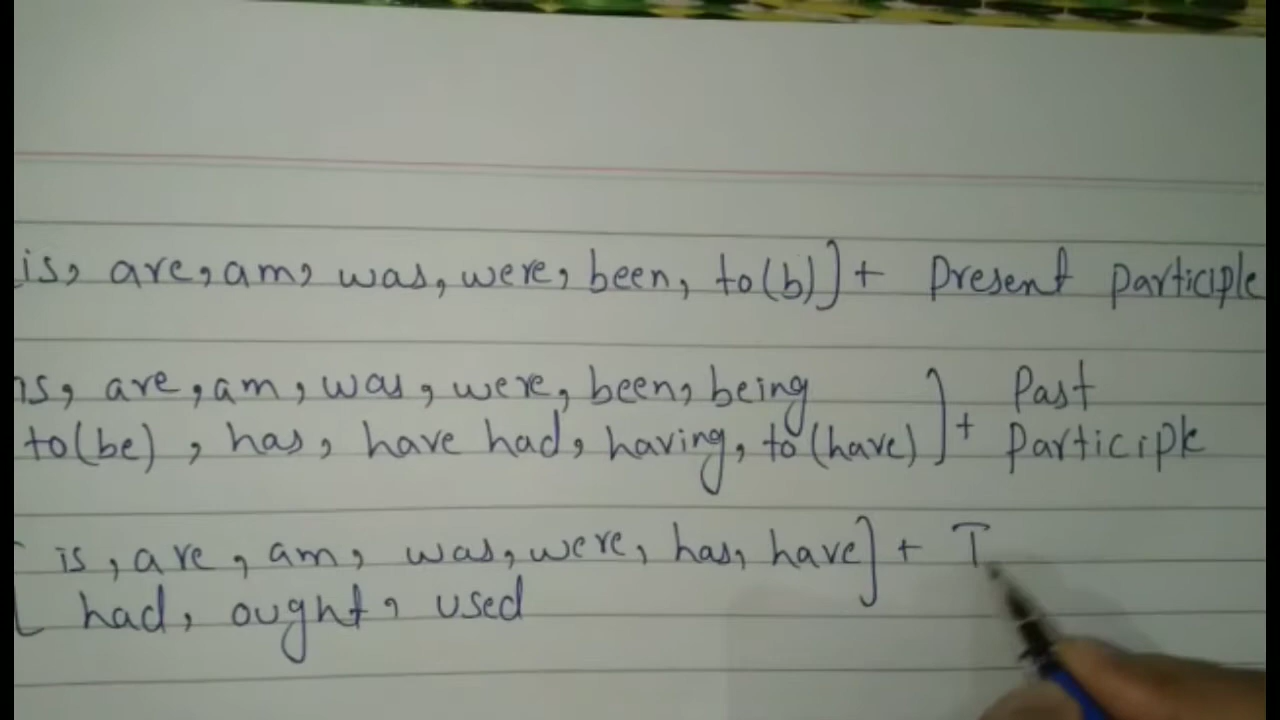 is, are, am, was, were, been, to(b)] + Present participle
is, are, am, was, were, been, being ] + Past
to(be), has, have had, having, to(have) participle
[ is, are, am, was, were, has, have] + T
had, ought, used